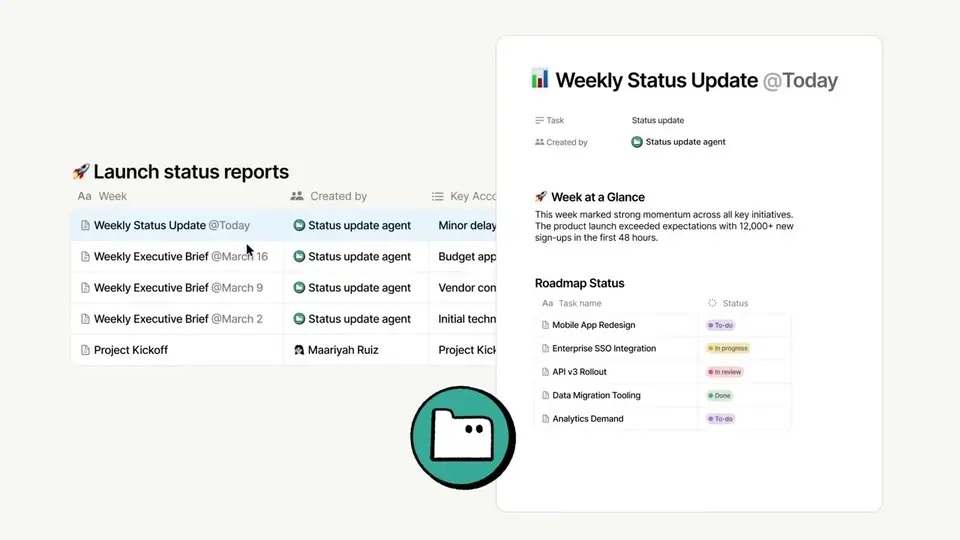 Launch status reports
Aa Week Created by Key Acco
Weekly Status Update @Today Status update agent Minor delay
Weekly Executive Brief @March 16 Status update agent Budget app
Weekly Executive Brief @March 9 Status update agent Vendor con
Weekly Executive Brief @March 2 Status update agent Initial techn
Project Kickoff Maariyah Ruiz Project Kick
Weekly Status Update @Today
Task Status update
Created by Status update agent
Week at a Glance
This week marked strong momentum across all key initiatives.
The product launch exceeded expectations with 12,000+ new
sign-ups in the first 48 hours.
Roadmap Status
Aa Task name Status
Mobile App Redesign To-do
Enterprise SSO Integration In progress
API v3 Rollout In review
Data Migration Tooling Done
Analytics Demand To-do